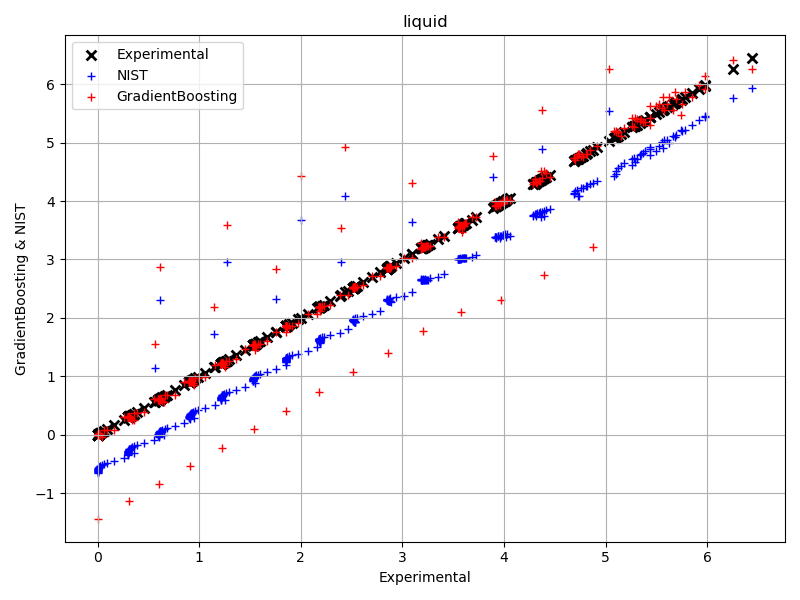 liquid
Experimental
NIST
GradientBoosting
GradientBoosting & NIST
6
5
4
3
2
1
0
−1
0 1 2 3 4 5 6
Experimental